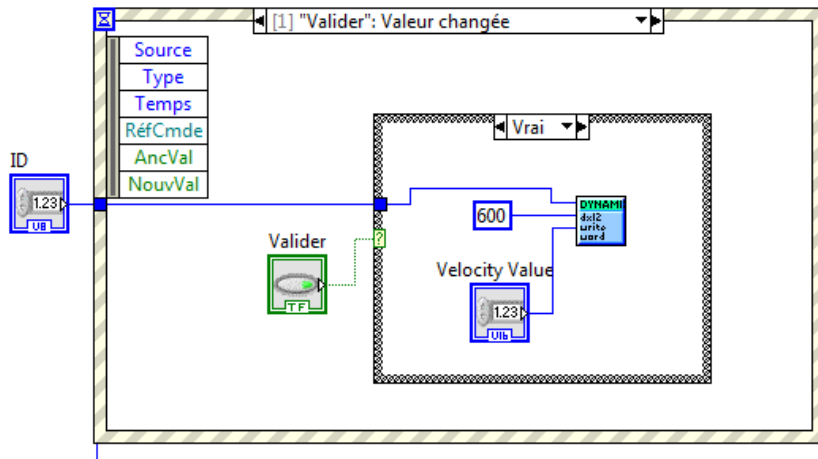 [1] "Valider": Valeur changée
Source
Type
Temps
RéfCmde
AncVal
NouvVal
Vrai
ID
1.23
U8
600
DYNAMI
dxl2
write
word
?
Valider
TF
Velocity Value
1.23
U16